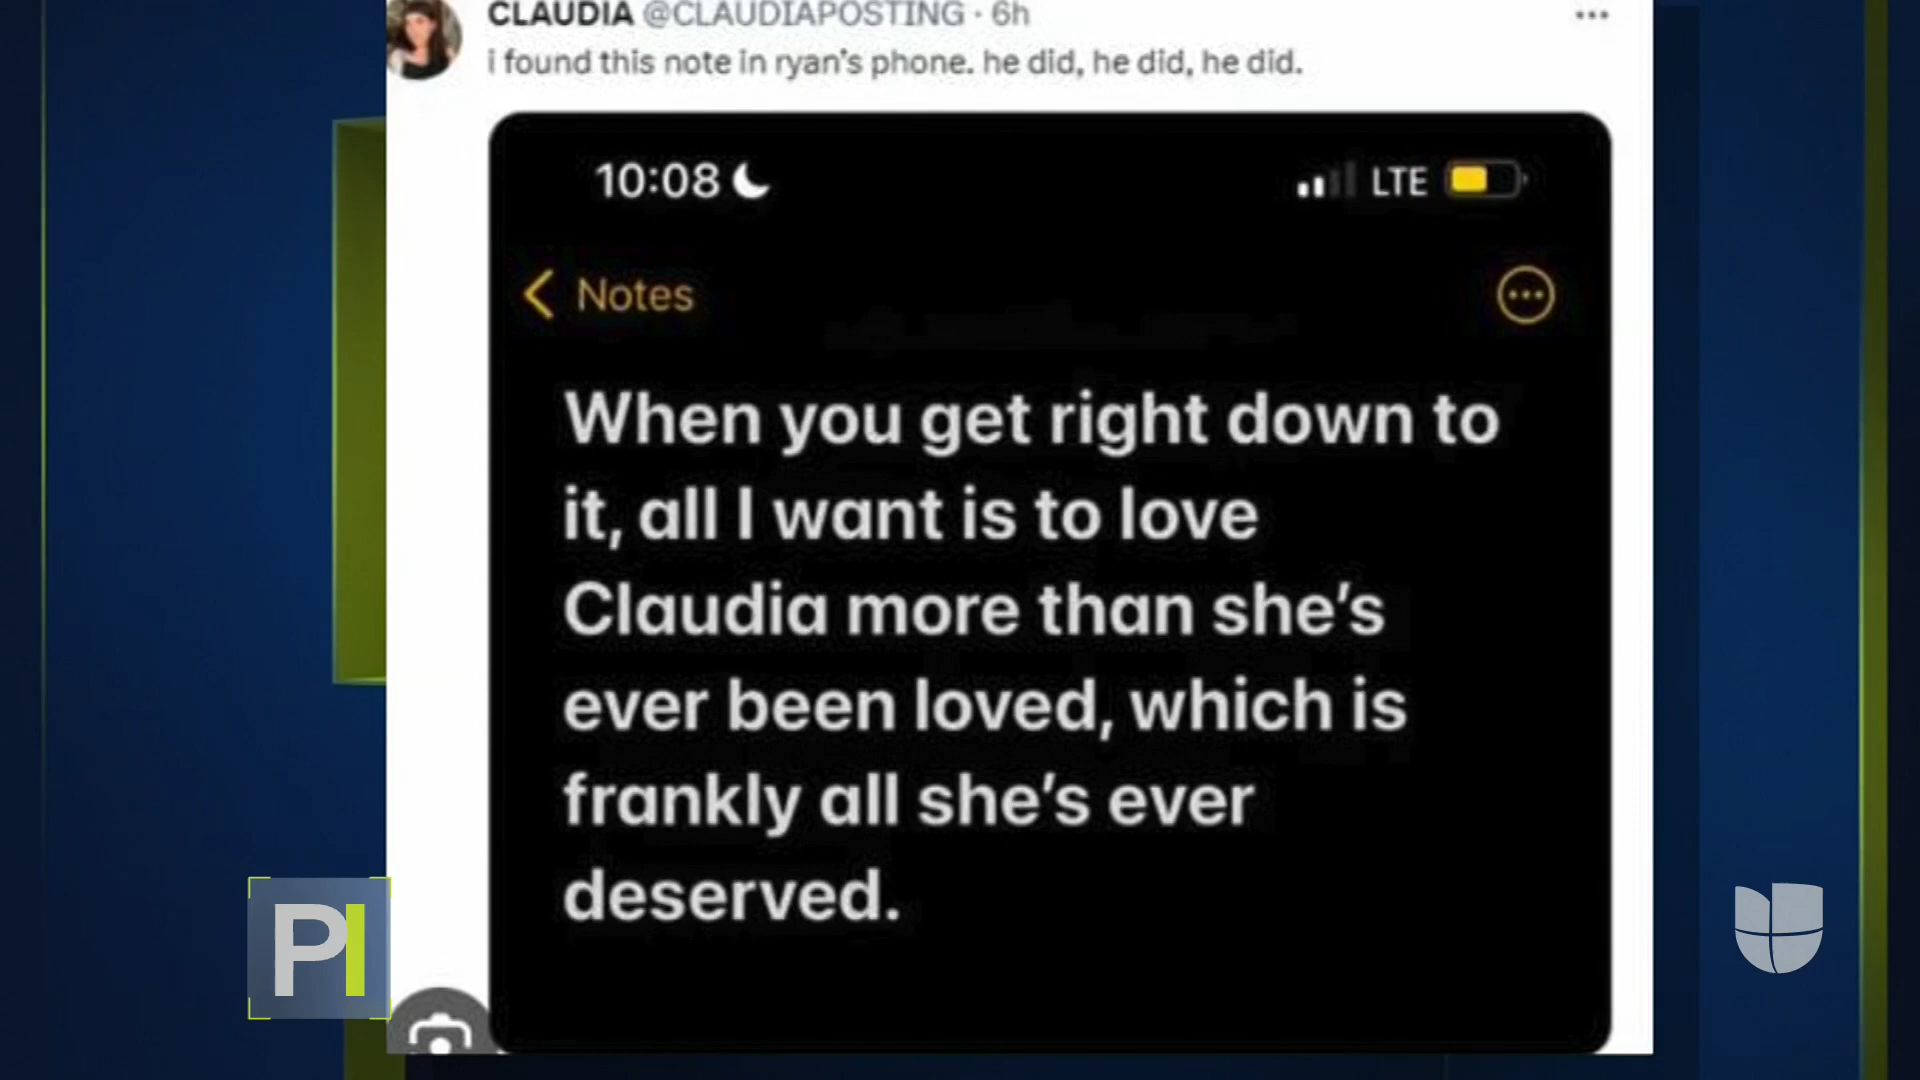 CLAUDIA @CLAUDIAPOSTING · 6h
i found this note in ryan's phone. he did, he did, he did.
10:08 LTE
Notes
When you get right down to
it, all I want is to love
Claudia more than she's
ever been loved, which is
frankly all she's ever
deserved.
PI